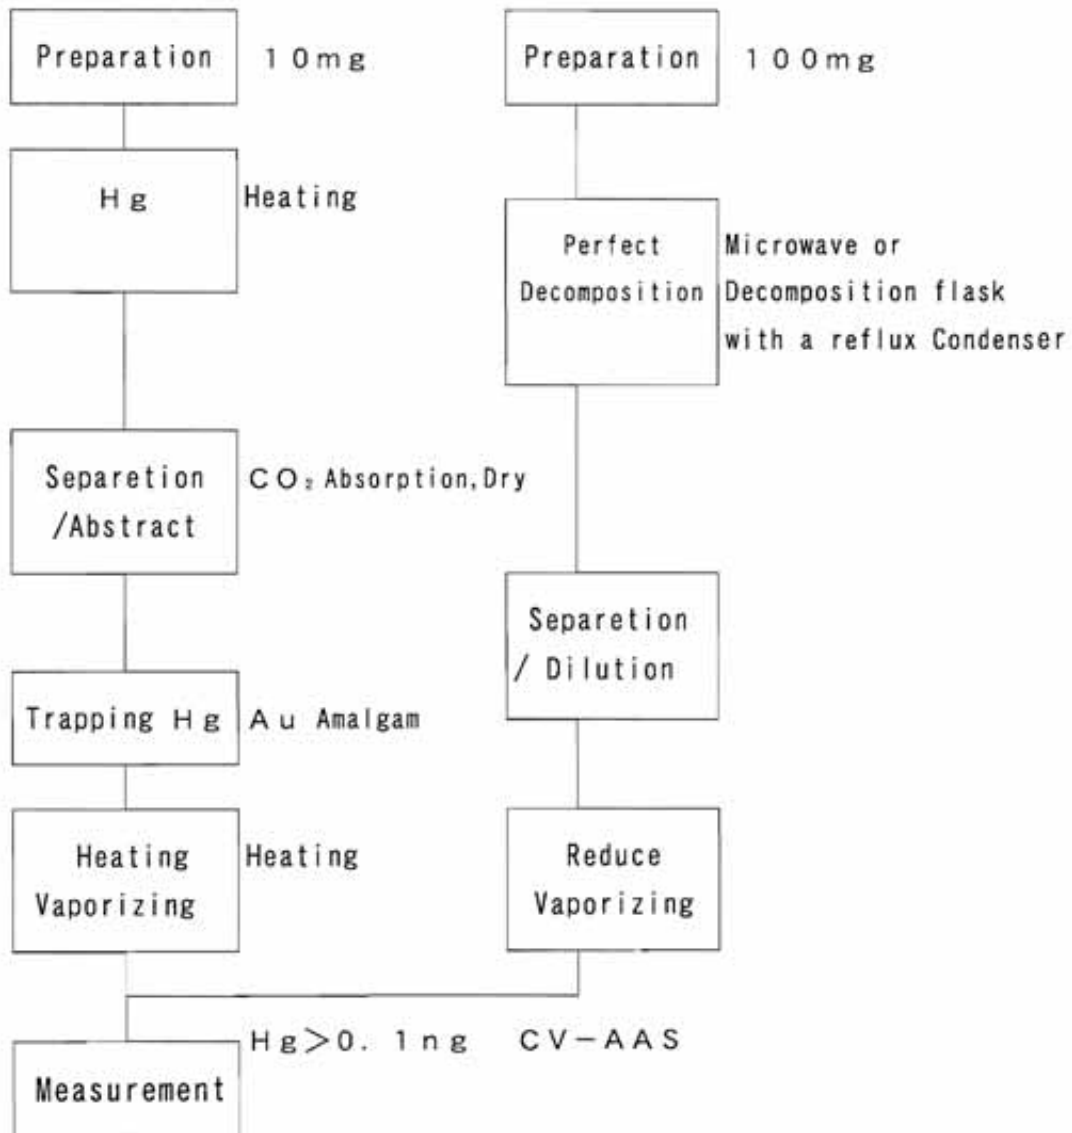 Preparation 10mg
Hg Heating
Separetion
/Abstract
CO₂ Absorption,Dry
Trapping Hg Au Amalgam
Heating
Vaporizing
Heating
Preparation 100mg
Perfect
Decomposition
Microwave or
Decomposition flask
with a reflux Condenser
Separetion
/ Dilution
Reduce
Vaporizing
Hg>0.1ng CV-AAS
Measurement